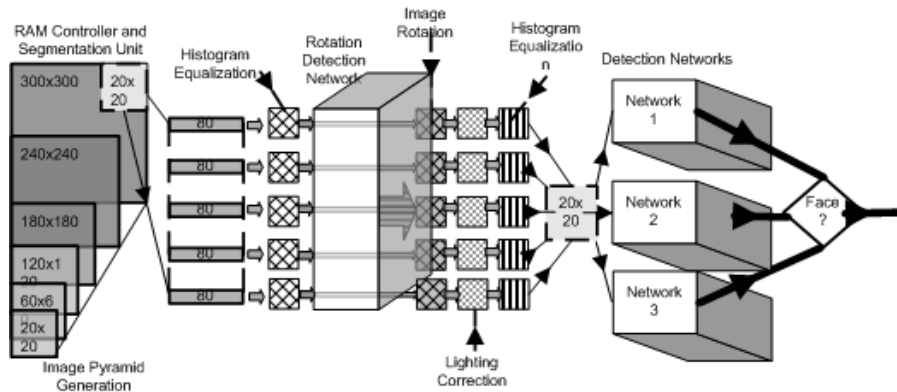 RAM Controller and
Segmentation Unit
300x300
20x
20
240x240
180x180
120x1
60x6
20x
20
Image Pyramid
Generation
Histogram
Equalization
80
80
80
80
80
Rotation
Detection
Network
Image
Rotation
Histogram
Equalizatio
n
Lighting
Correction
20x
20
Detection Networks
Network
1
Network
2
Network
3
Face
?